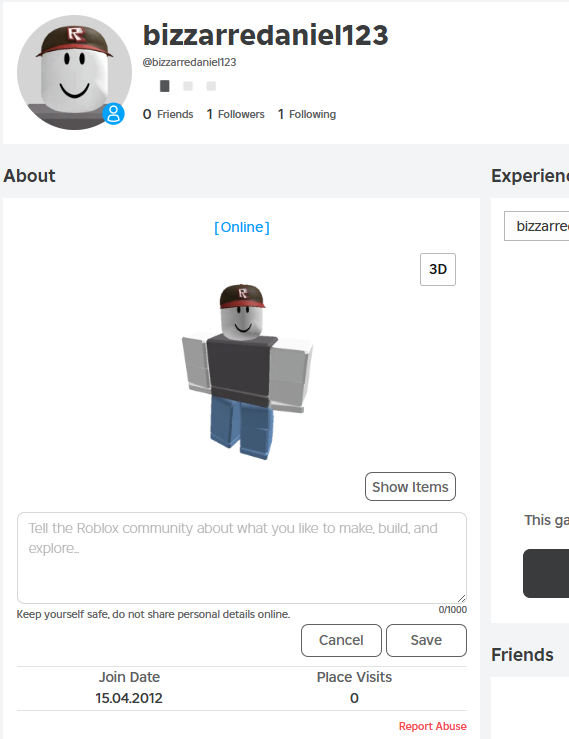 bizzarredaniel123
@bizzarredaniel123
0 Friends 1 Followers 1 Following
About
[Online]
3D
Show Items
Tell the Roblox community about what you like to make, build, and
explore..
0/1000
Keep yourself safe, do not share personal details online.
Cancel Save
Join Date Place Visits
15.04.2012 0
Report Abuse
Experienc
bizzarre
This ga
Friends